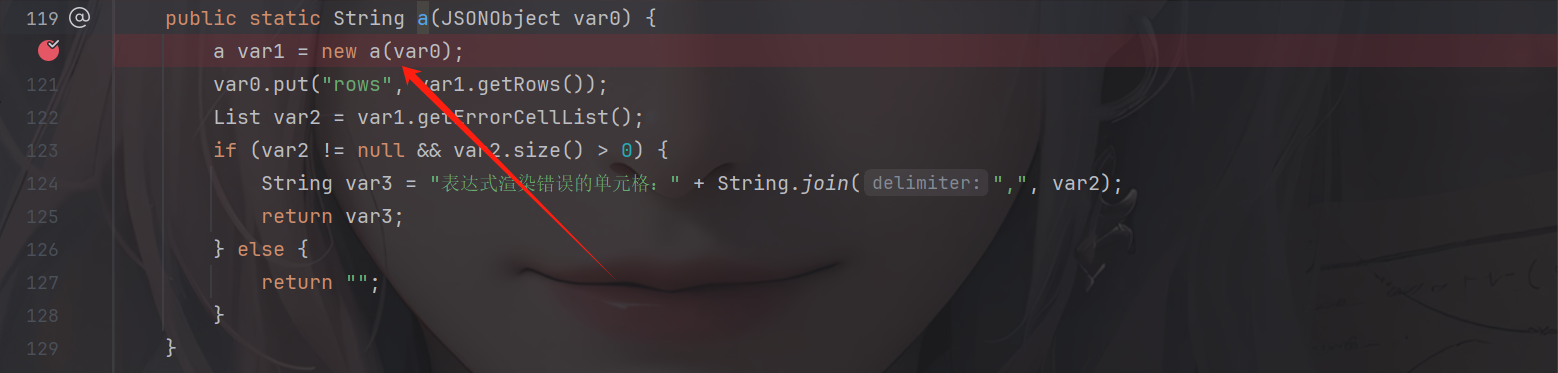 119 @ public static String a(JSONObject var0) {
a var1 = new a(var0);
121 var0.put("rows", var1.getRows());
122 List var2 = var1.getErrorCellList();
123 if (var2 != null && var2.size() > 0) {
124 String var3 = "表达式渲染错误的单元格：" + String.join( delimiter: ",", var2);
125 return var3;
126 } else {
127 return "";
128 }
129 }